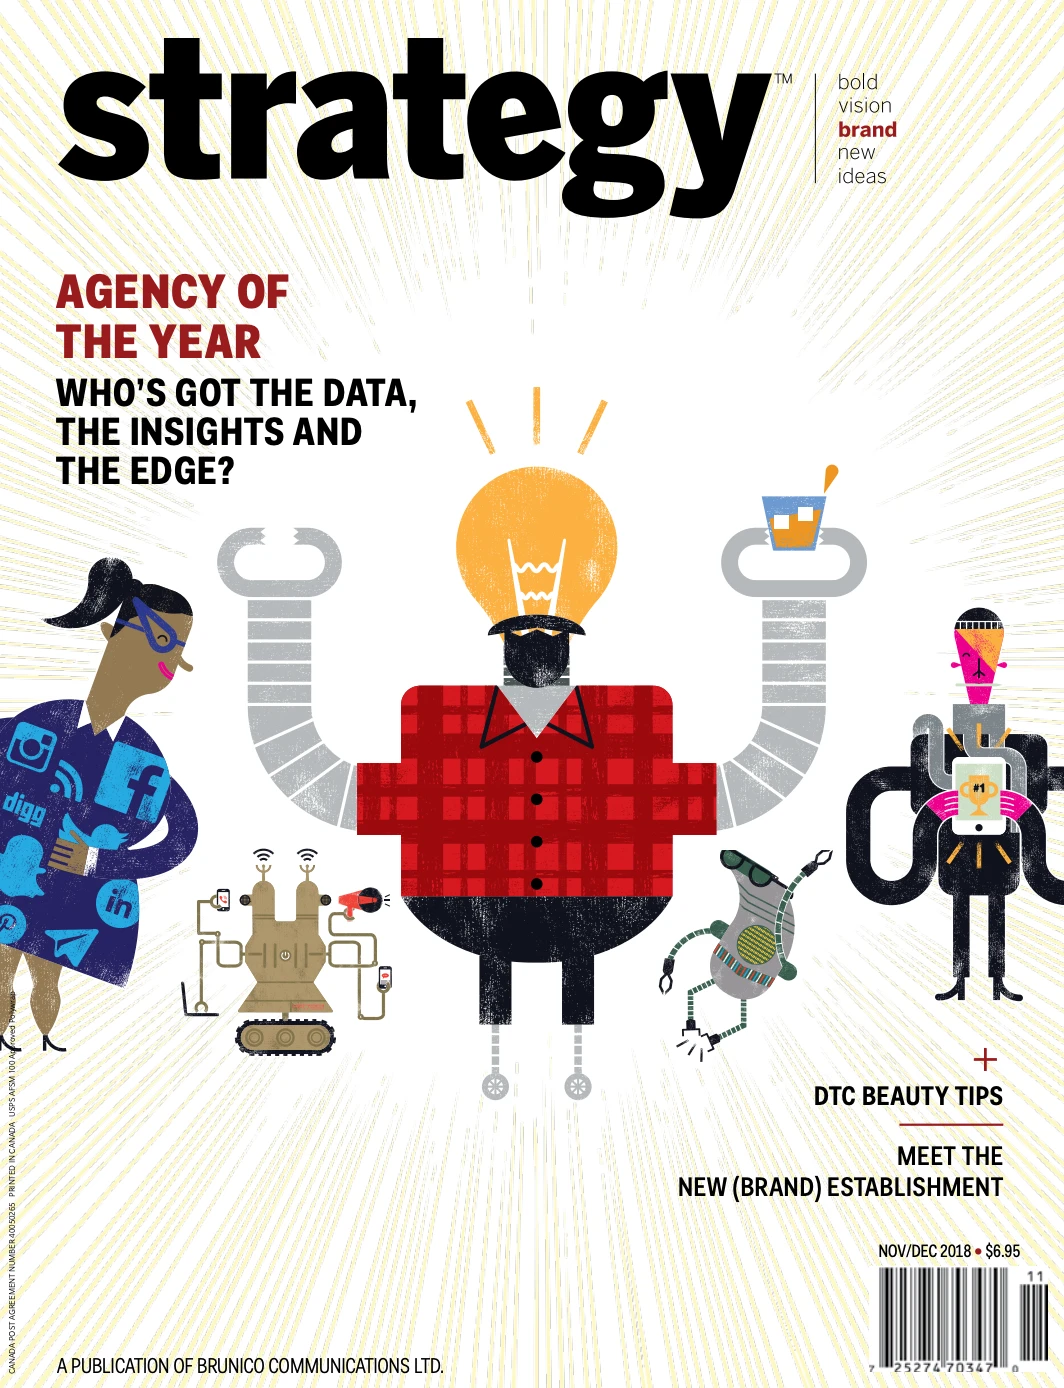 strategy™
bold
vision
brand
new
ideas
AGENCY OF
THE YEAR
WHO'S GOT THE DATA,
THE INSIGHTS AND
THE EDGE?
digg
f
in
#1
+
DTC BEAUTY TIPS
MEET THE
NEW (BRAND) ESTABLISHMENT
NOV/DEC 2018 • $6.95
11
7 25274 70347 0
A PUBLICATION OF BRUNICO COMMUNICATIONS LTD.
CANADA POST AGREEMENT NUMBER 40050265 PRINTED IN CANADA USPS AFSM 100 Approved Polywrap